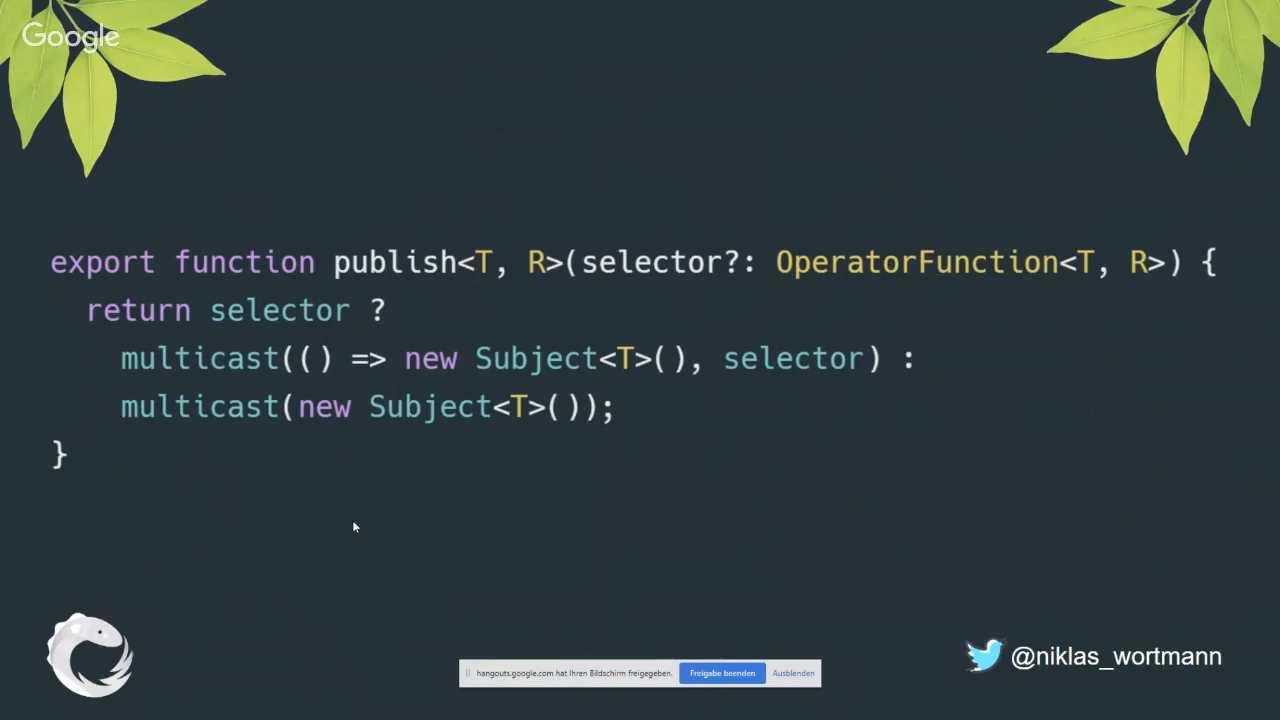 Google
export function publish<T, R>(selector?: OperatorFunction<T, R>) {
return selector ?
multicast(() => new Subject<T>(), selector) :
multicast(new Subject<T>());
}
hangouts.google.com hat Ihren Bildschirm freigegeben. Freigabe beenden Ausblenden
@niklas_wortmann